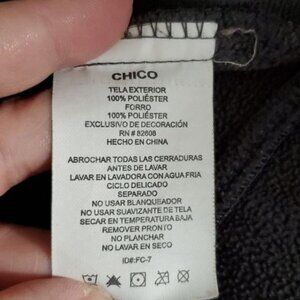 CHICO
TELA EXTERIOR
100% POLIÉSTER
FORRO
100% POLIÉSTER
EXCLUSIVO DE DECORACIÓN
RN # 82608
HECHO EN CHINA
ABROCHAR TODAS LAS CERRADURAS
ANTES DE LAVAR
LAVAR EN LAVADORA CON AGUA FRIA
CICLO DELICADO
SEPARADO
NO USAR BLANQUEADOR
NO USAR SUAVIZANTE DE TELA
SECAR EN TEMPERATURA BAJA
REMOVER PRONTO
NO PLANCHAR
NO LAVAR EN SECO
ID#:FC-7